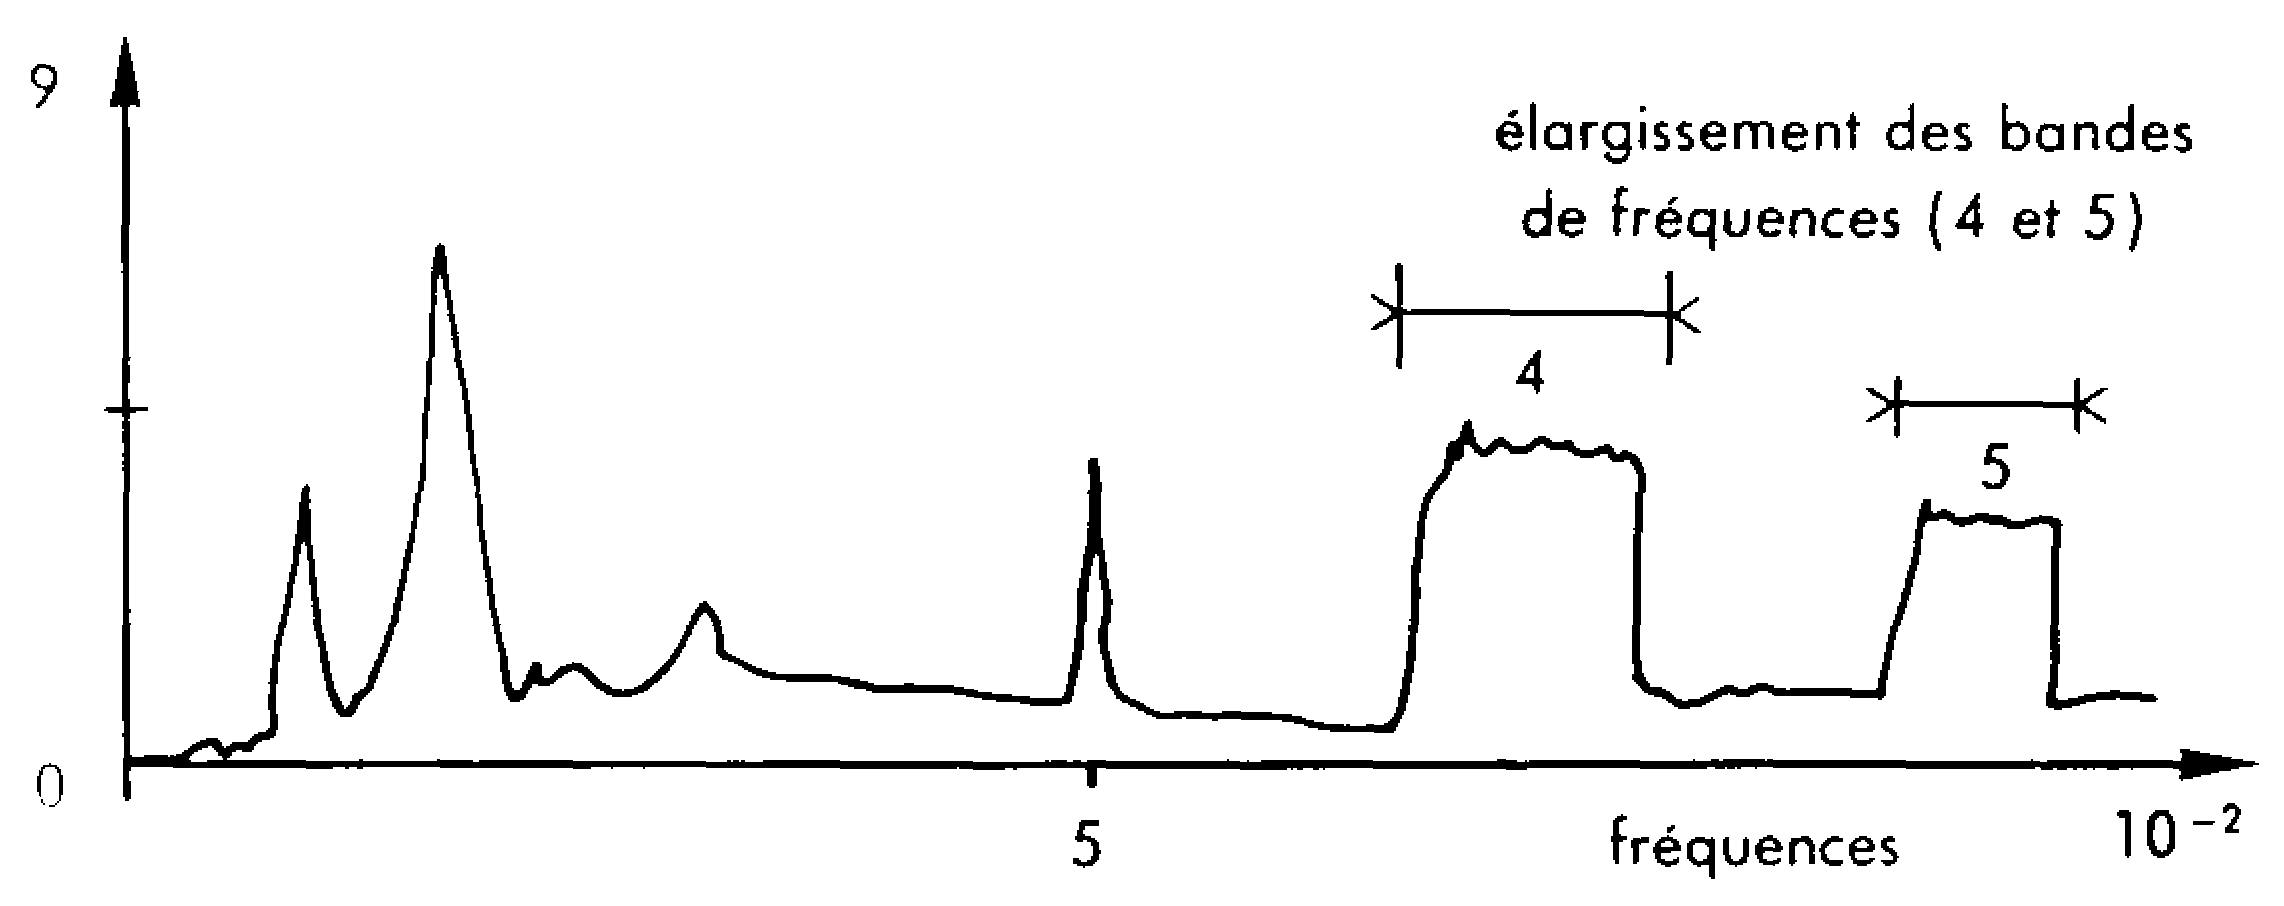 9
élargissement des bandes
de fréquences (4 et 5)
4
5
0
5
fréquences
10⁻²